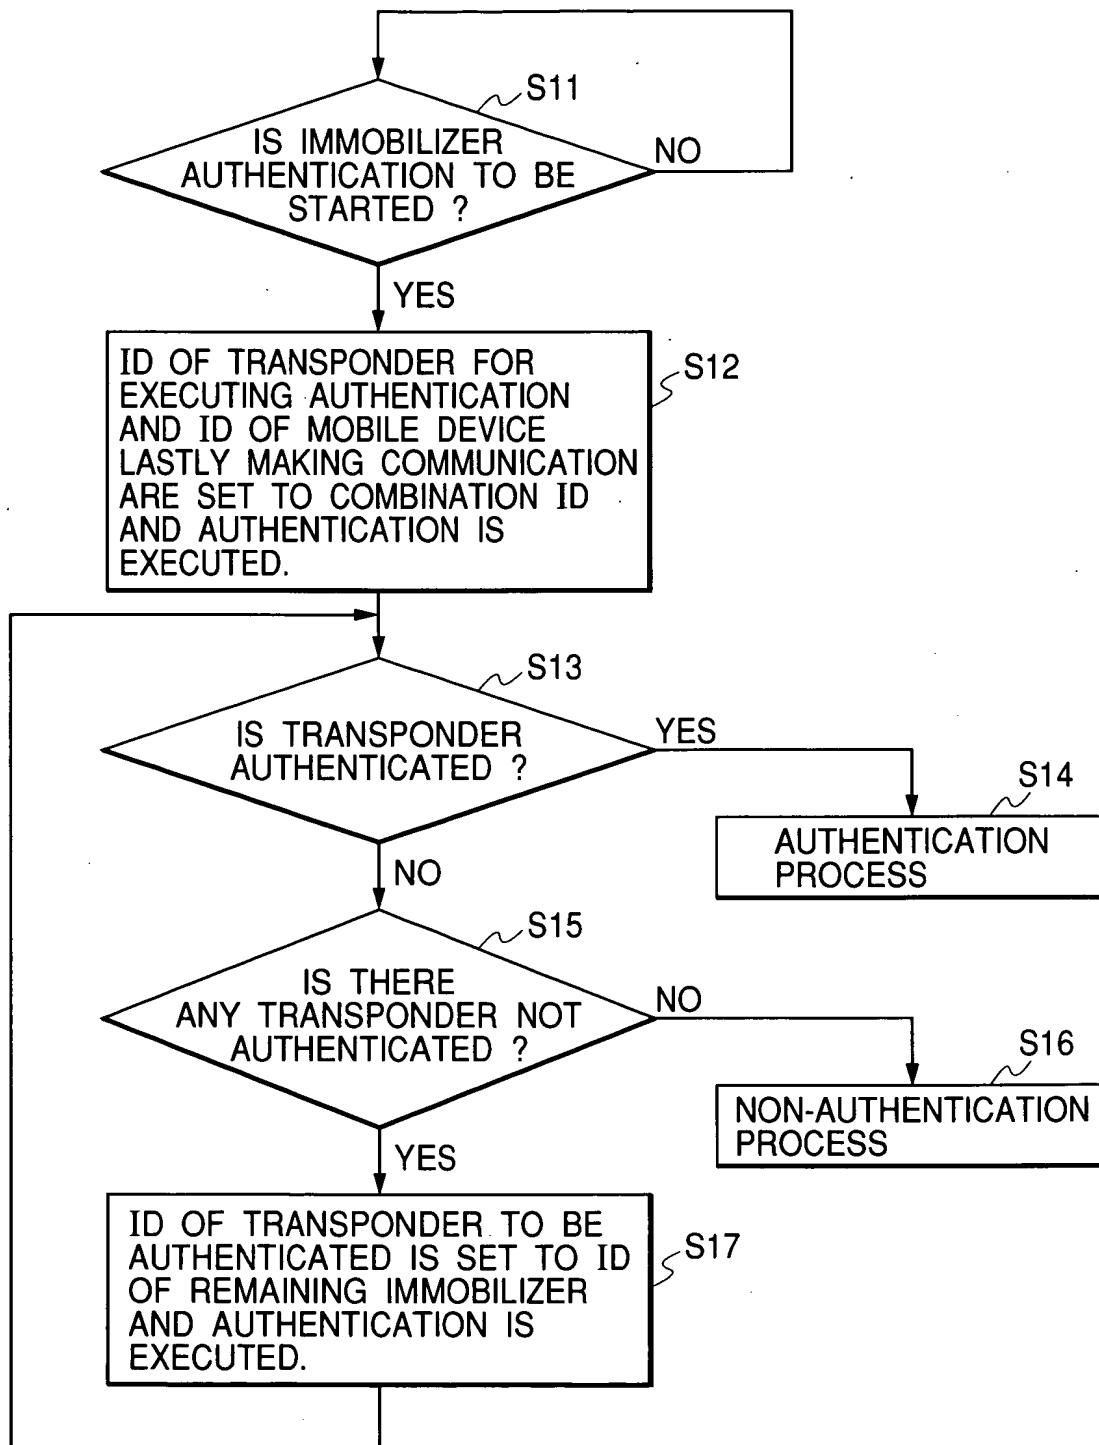 S11
IS IMMOBILIZER
AUTHENTICATION TO BE
STARTED ?
NO
YES
S12
ID OF TRANSPONDER FOR
EXECUTING AUTHENTICATION
AND ID OF MOBILE DEVICE
LASTLY MAKING COMMUNICATION
ARE SET TO COMBINATION ID
AND AUTHENTICATION IS
EXECUTED.
S13
IS TRANSPONDER
AUTHENTICATED ?
YES
S14
AUTHENTICATION
PROCESS
NO
S15
IS THERE
ANY TRANSPONDER NOT
AUTHENTICATED ?
NO
S16
NON-AUTHENTICATION
PROCESS
YES
S17
ID OF TRANSPONDER TO BE
AUTHENTICATED IS SET TO ID
OF REMAINING IMMOBILIZER
AND AUTHENTICATION IS
EXECUTED.